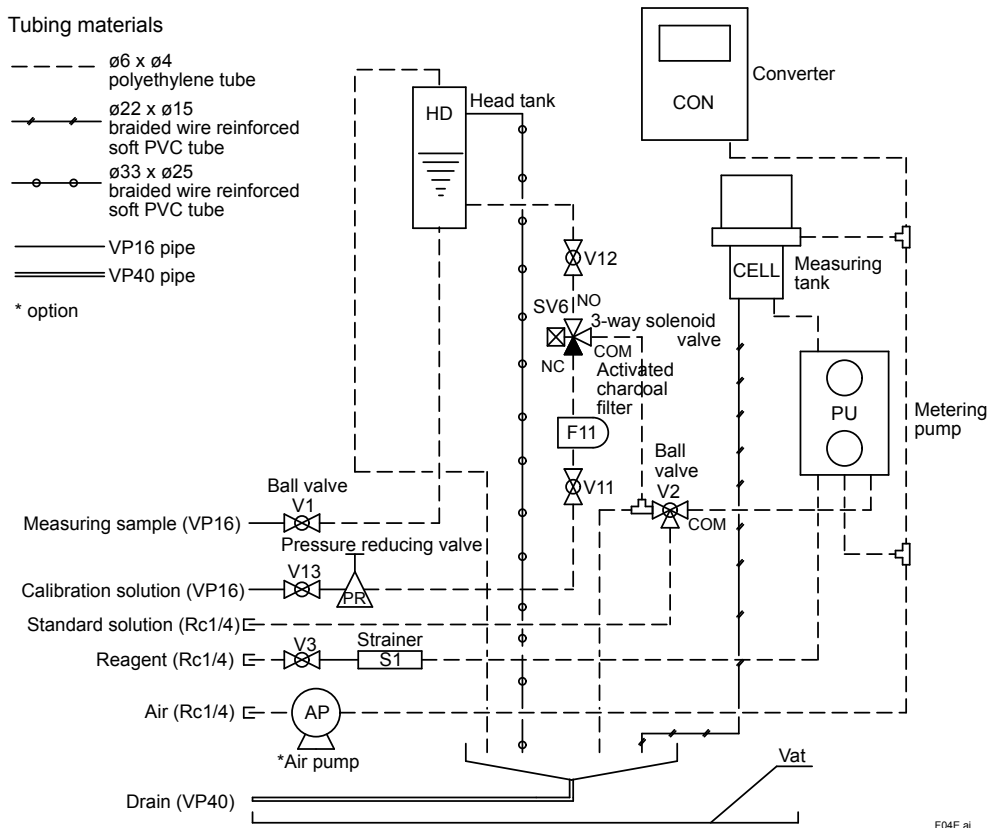 Tubing materials
ø6 x ø4
polyethylene tube
ø22 x ø15
braided wire reinforced
soft PVC tube
ø33 x ø25
braided wire reinforced
soft PVC tube
VP16 pipe
VP40 pipe
* option
HD
Head tank
CON
Converter
V12
SV6
NO
3-way solenoid
valve
COM
NC
Activated
charcoal
filter
F11
V11
CELL
Measuring
tank
PU
Metering
pump
Ball
valve
V2
COM
Ball valve
V1
Measuring sample (VP16)
Pressure reducing valve
V13
PR
Calibration solution (VP16)
Standard solution (Rc1/4)
V3
Strainer
S1
Reagent (Rc1/4)
Air (Rc1/4)
AP
*Air pump
Vat
Drain (VP40)
F04E.ai